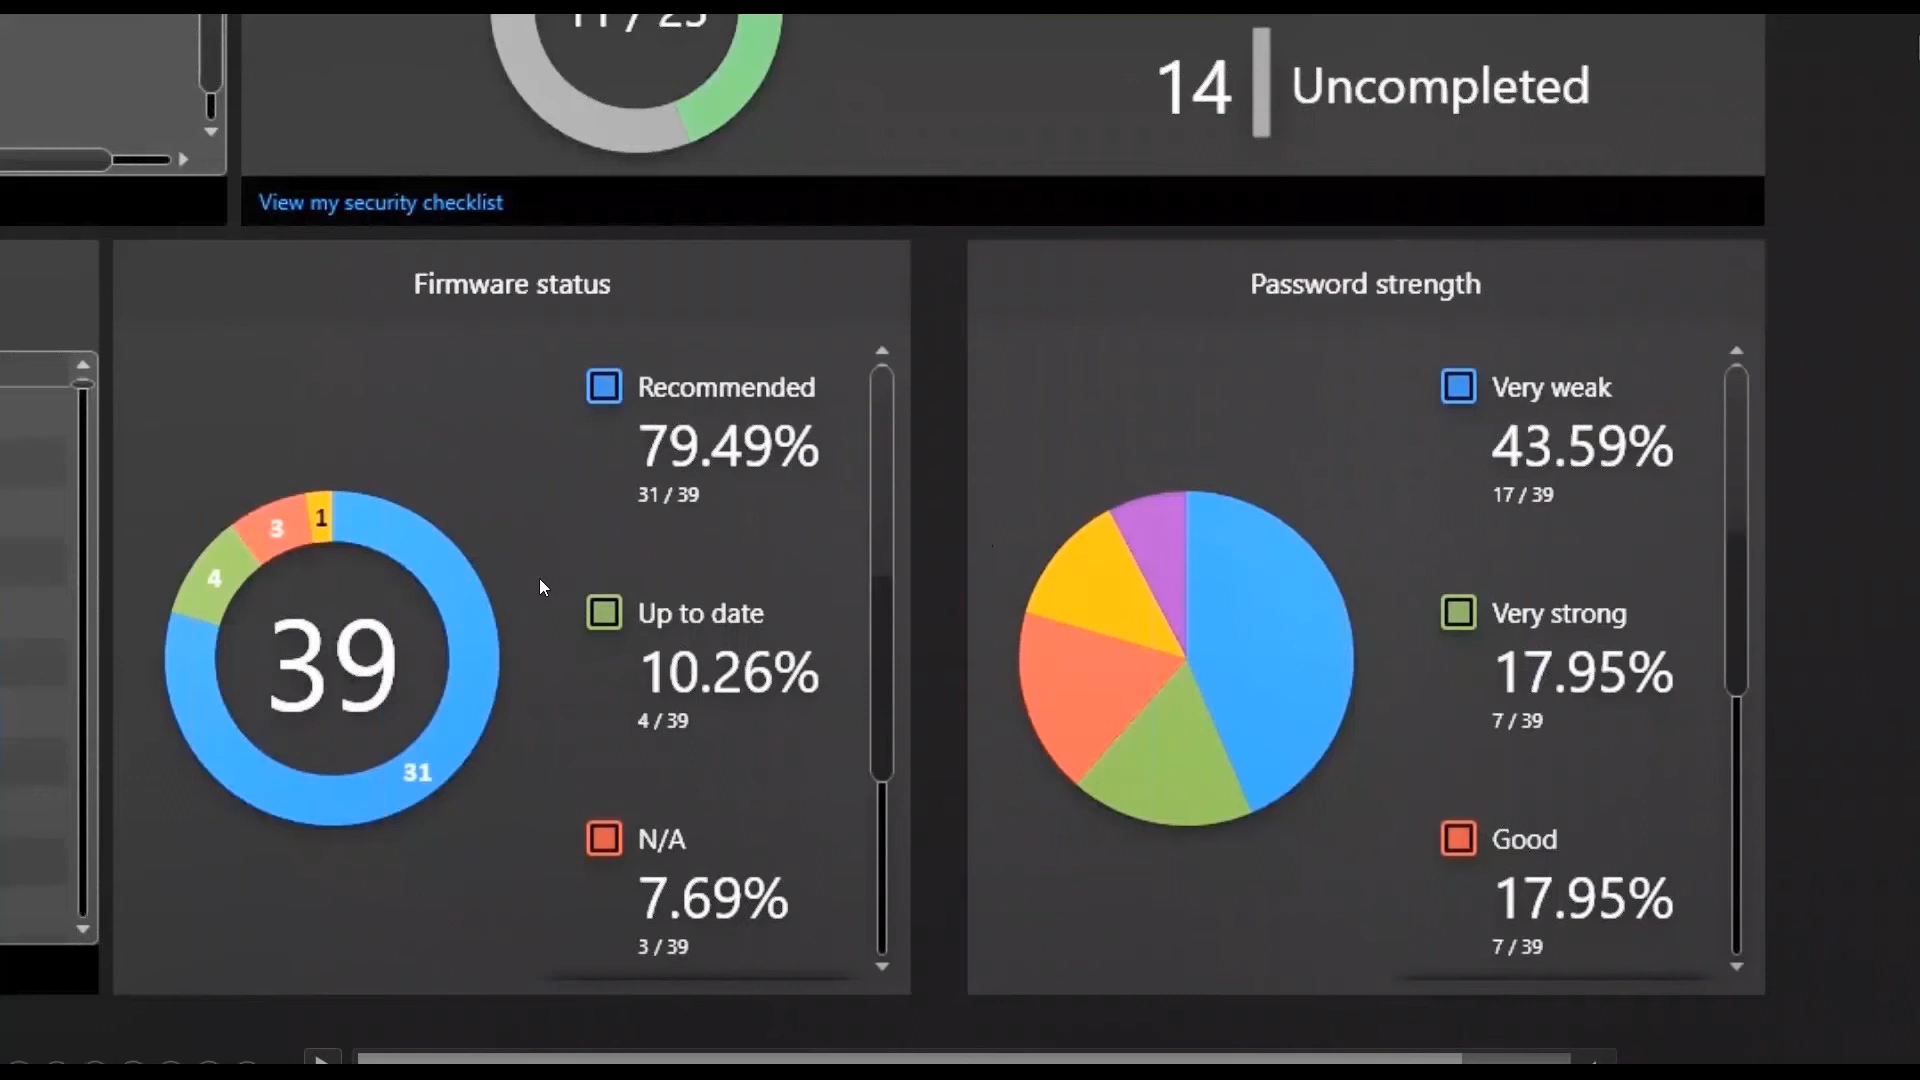 11 / 25
14
Uncompleted
View my security checklist
Firmware status
Recommended
79.49%
31 / 39
Up to date
10.26%
4 / 39
N/A
7.69%
3 / 39
1
3
4
39
31
Password strength
Very weak
43.59%
17 / 39
Very strong
17.95%
7 / 39
Good
17.95%
7 / 39